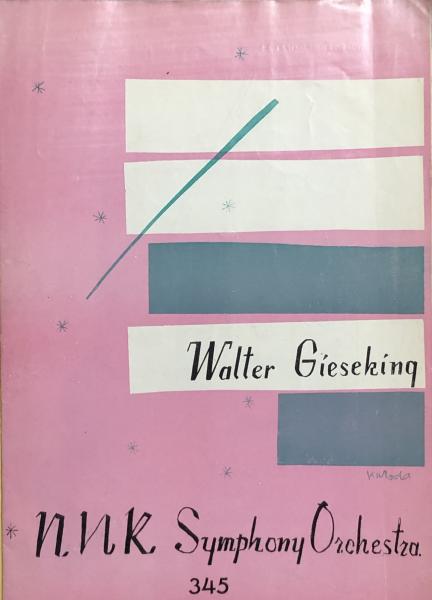 Walter Gieseking
N.H.K. Symphony Orchestra.
345